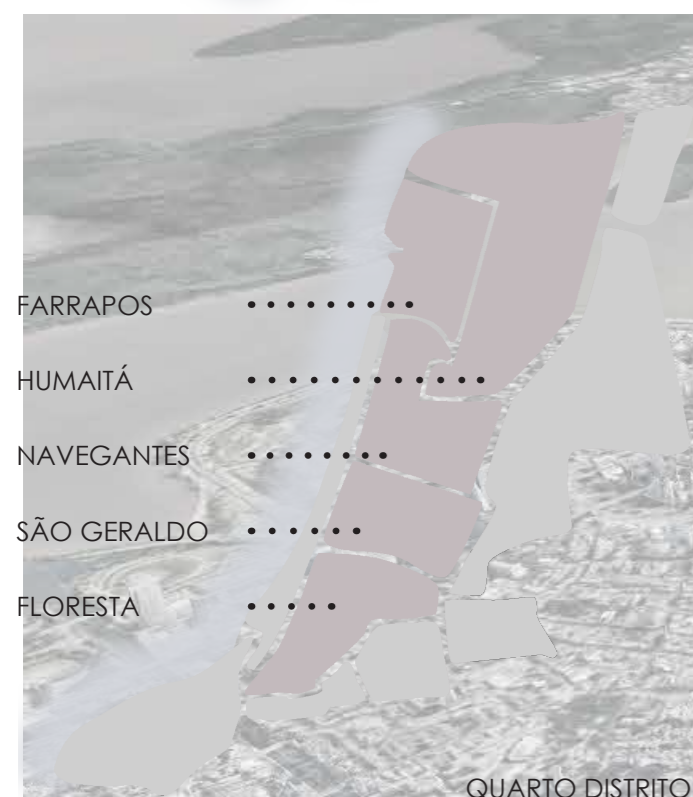 FARRAPOS
HUMAITÁ
NAVEGANTES
SÃO GERALDO
FLORESTA
QUARTO DISTRITO